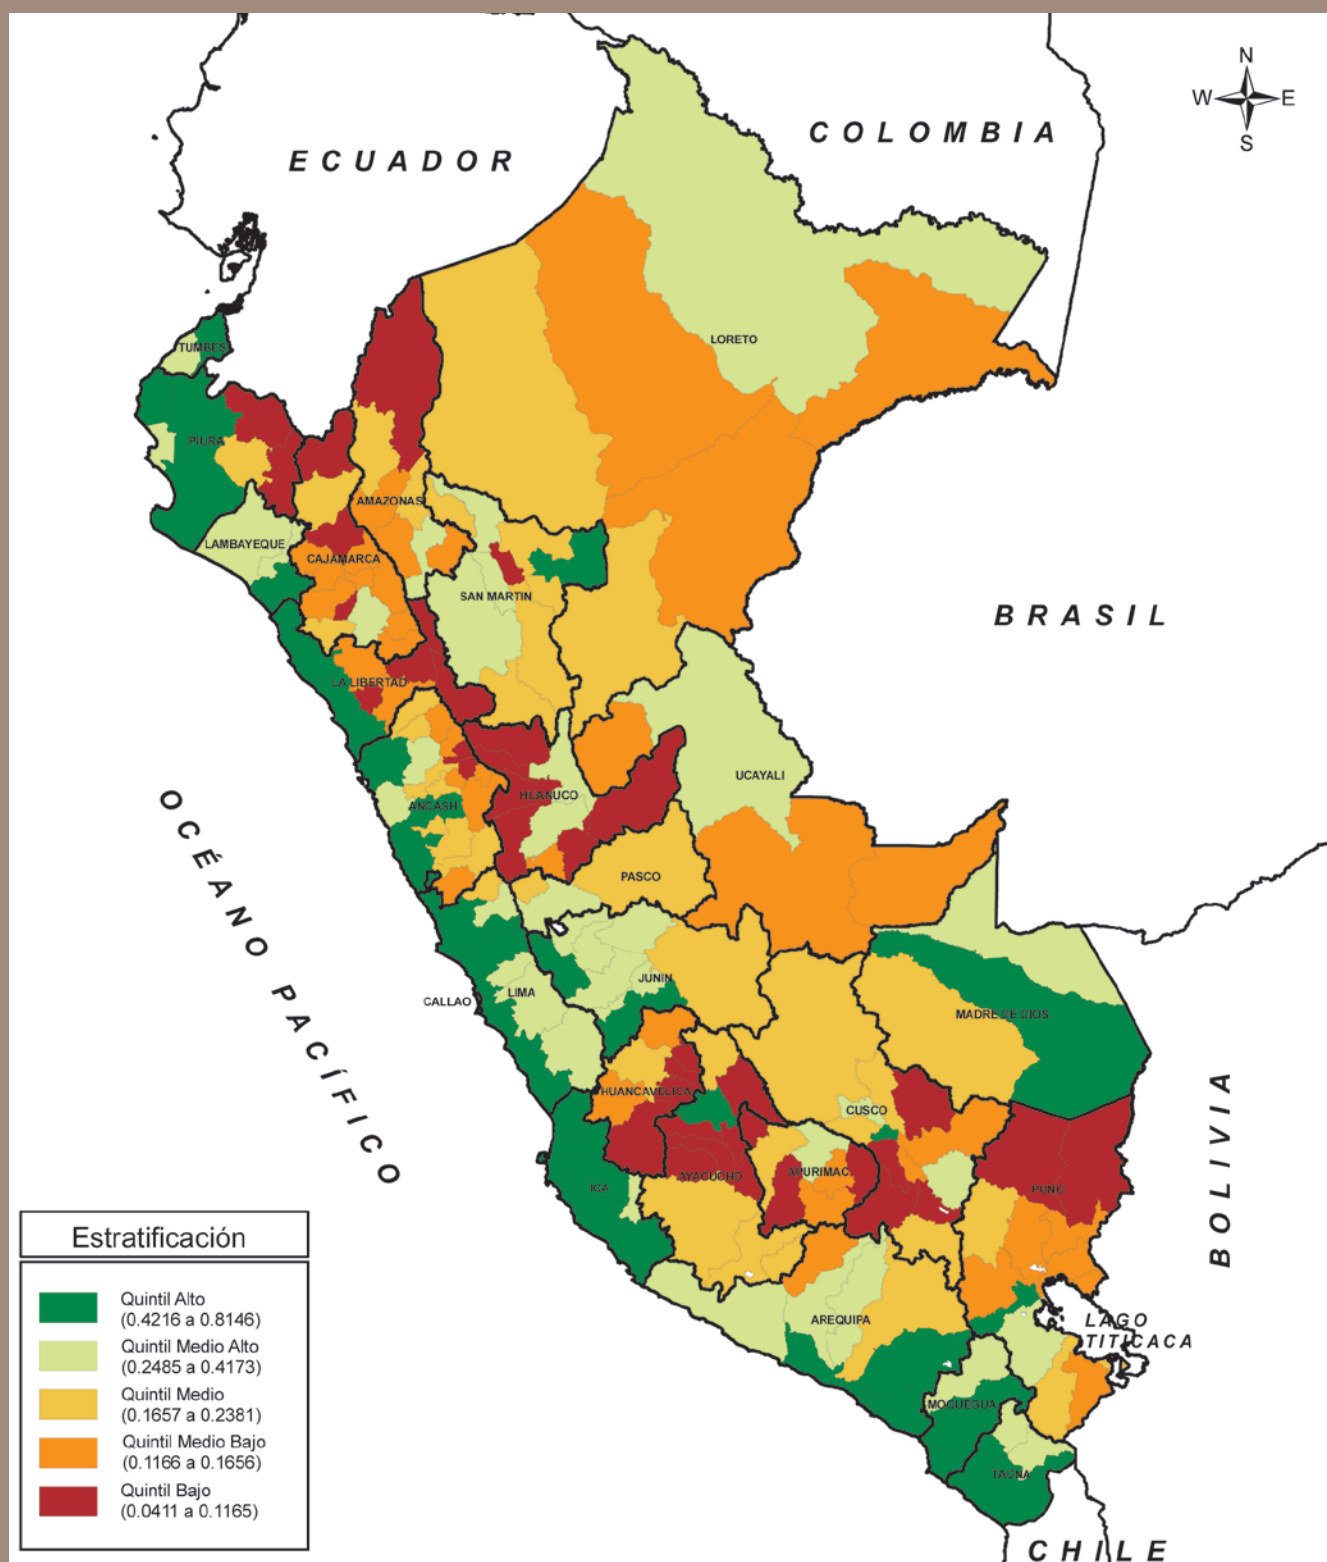 N
W E
S
COLOMBIA
ECUADOR
LORETO
TUMBES
PIURA
AMAZONAS
LAMBAYEQUE
CAJAMARCA
SAN MARTIN
BRASIL
LA LIBERTAD
UCAYALI
HUANUCO
ANCASH
OCÉANO PACÍFICO
PASCO
JUNIN
LIMA
CALLAO
MADRE DE DIOS
HUANCAVELICA
CUSCO
BOLIVIA
AYACUCHO
APURIMAC
ICA
PUNO
AREQUIPA
LAGO
TITICACA
MOQUEGUA
TACNA
CHILE
Estratificación
Quintil Alto
(0.4216 a 0.8146)
Quintil Medio Alto
(0.2485 a 0.4173)
Quintil Medio
(0.1657 a 0.2381)
Quintil Medio Bajo
(0.1166 a 0.1656)
Quintil Bajo
(0.0411 a 0.1165)